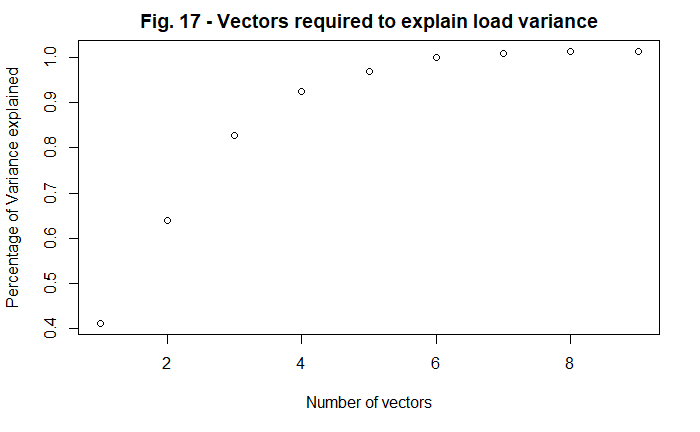 Fig. 17 - Vectors required to explain load variance
Percentage of Variance explained
1.0
0.9
0.8
0.7
0.6
0.5
0.4
2 4 6 8
Number of vectors